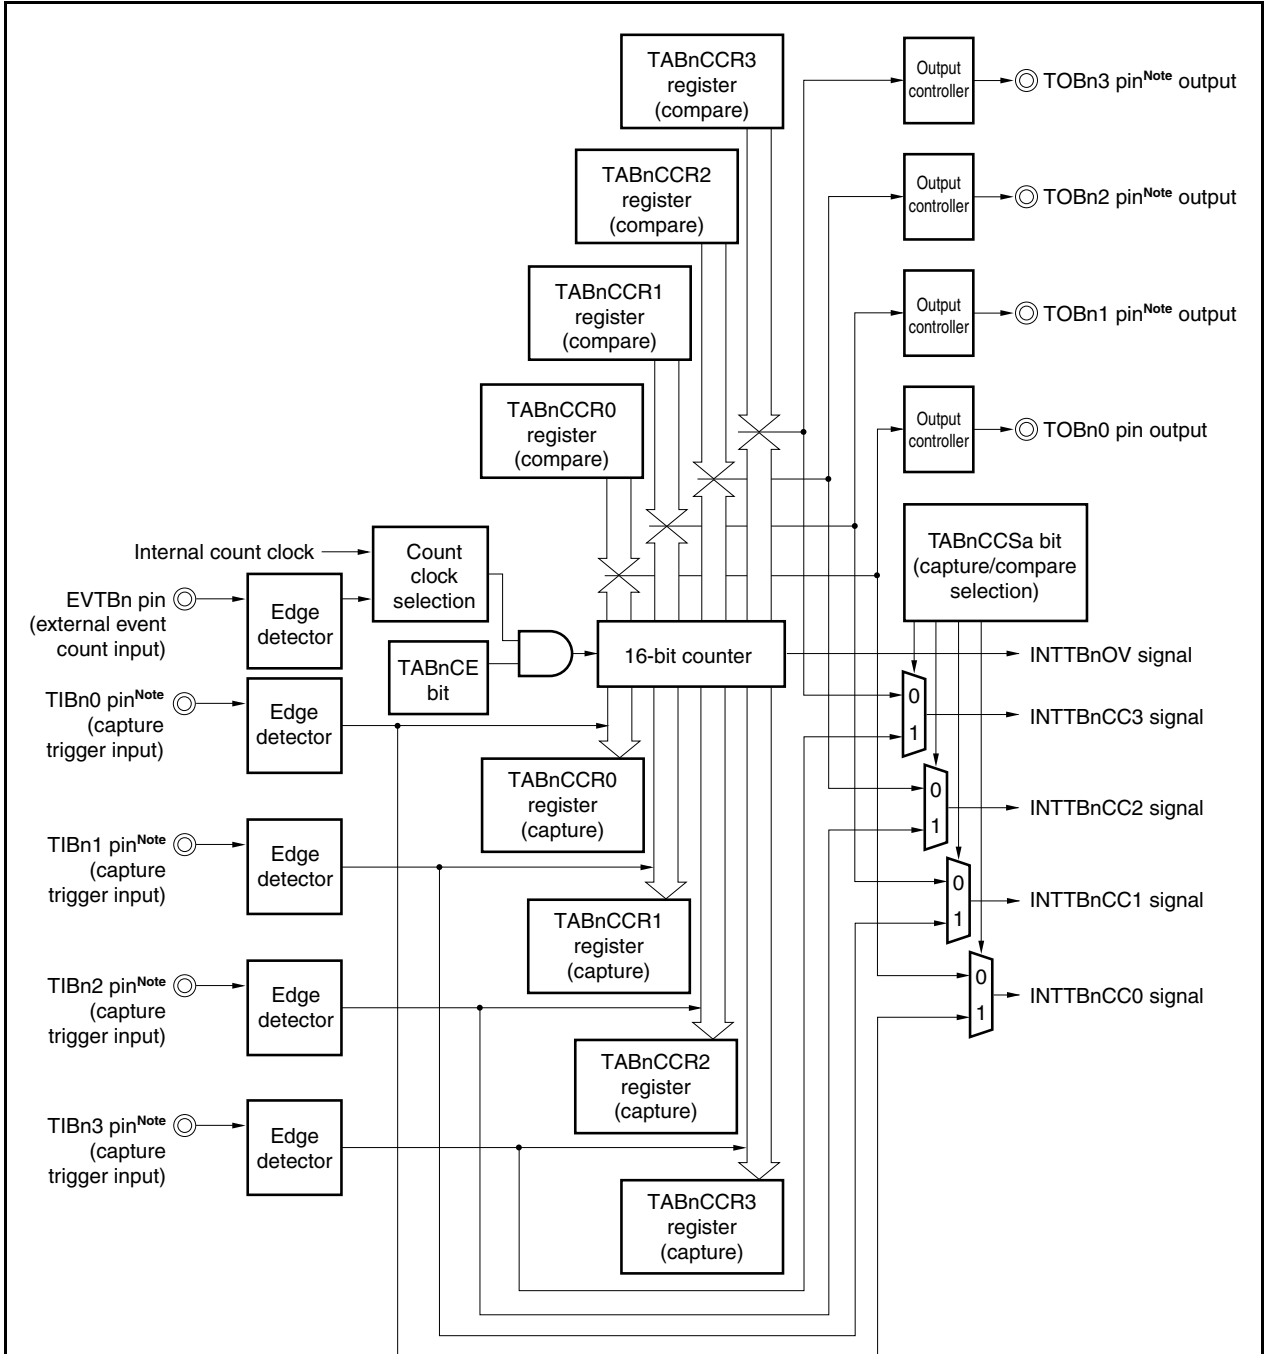 TABnCCR3
register
(compare)
Output
controller
TOBn3 pinNote output
TABnCCR2
register
(compare)
Output
controller
TOBn2 pinNote output
TABnCCR1
register
(compare)
Output
controller
TOBn1 pinNote output
TABnCCR0
register
(compare)
Output
controller
TOBn0 pin output
Internal count clock
Count
clock
selection
TABnCCSa bit
(capture/compare
selection)
EVTBn pin
(external event
count input)
Edge
detector
TABnCE
bit
16-bit counter
INTTBnOV signal
TIBn0 pinNote
(capture
trigger input)
Edge
detector
0
1
INTTBnCC3 signal
TABnCCR0
register
(capture)
0
1
INTTBnCC2 signal
TIBn1 pinNote
(capture
trigger input)
Edge
detector
0
1
INTTBnCC1 signal
TABnCCR1
register
(capture)
TIBn2 pinNote
(capture
trigger input)
Edge
detector
0
1
INTTBnCC0 signal
TABnCCR2
register
(capture)
TIBn3 pinNote
(capture
trigger input)
Edge
detector
TABnCCR3
register
(capture)